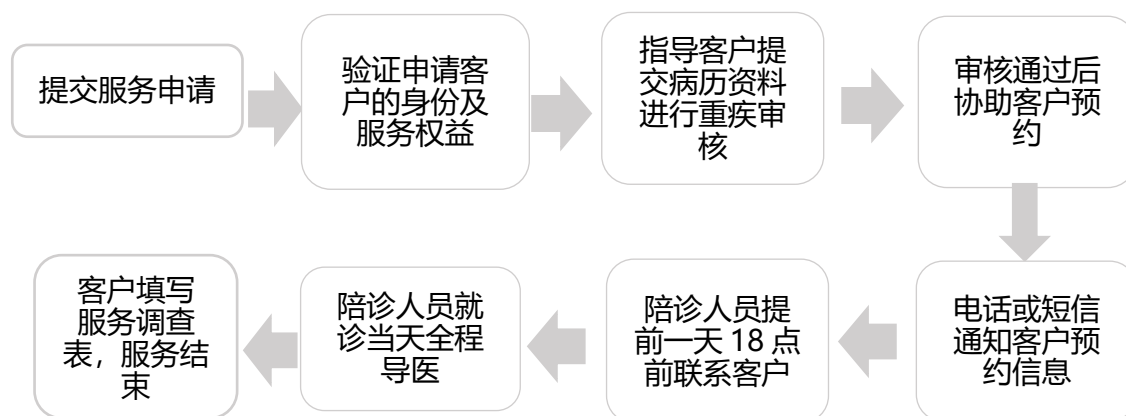 提交服务申请
验证申请客
户的身份及
服务权益
指导客户提
交病历资料
进行重疾审
核
审核通过后
协助客户预
约
电话或短信
通知客户预
约信息
陪诊人员提
前一天 18 点
前联系客户
陪诊人员就
诊当天全程
导医
客户填写
服务调查
表，服务结
束